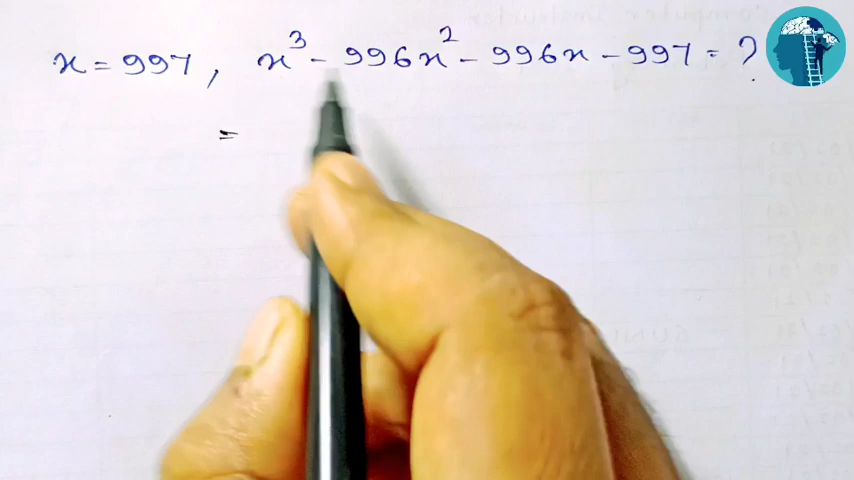 x = 997, x³ - 996x² - 996x - 997 = ?
=